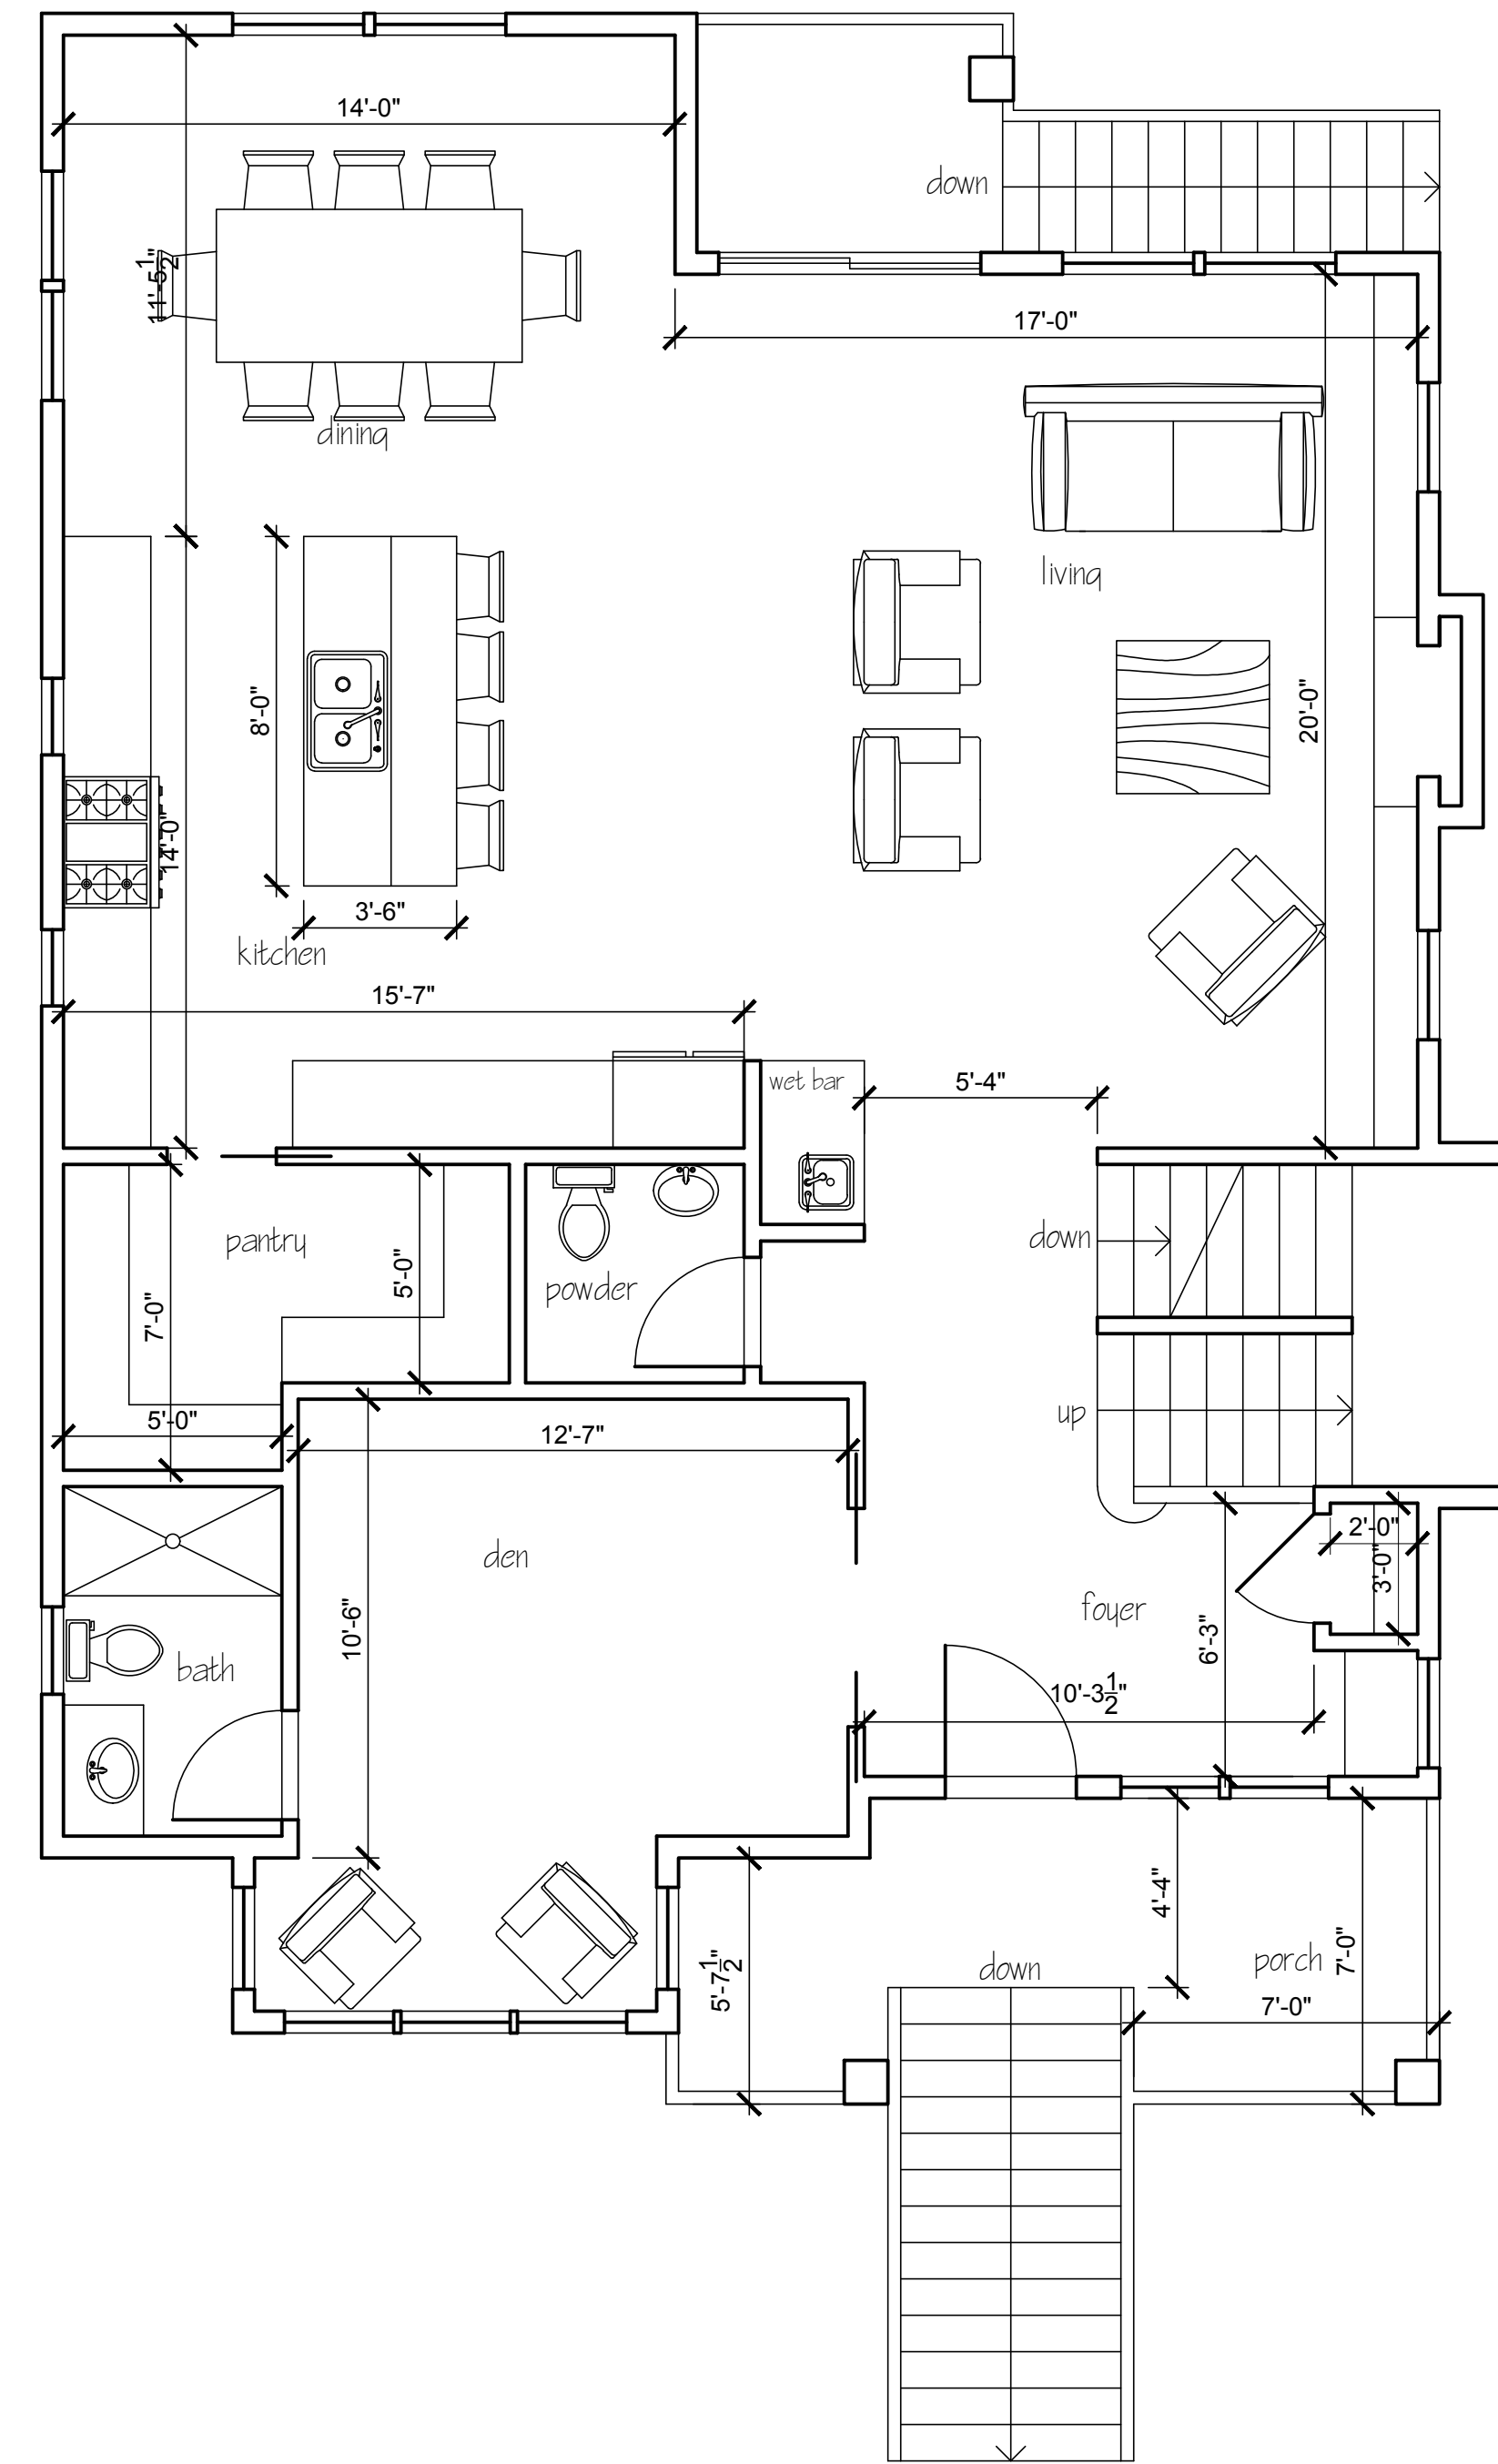 14'-0"
down
11'-5 1/2"
17'-0"
dining
living
8'-0"
20'-0"
14'-0"
3'-6"
kitchen
15'-7"
wet bar
5'-4"
pantry
down
5'-0"
powder
7'-0"
up
5'-0"
12'-7"
2'-0"
den
3'-0"
foyer
10'-6"
6'-3"
bath
10'-3 1/2"
4'-4"
porch
7'-0"
down
5'-7 1/2"
7'-0"